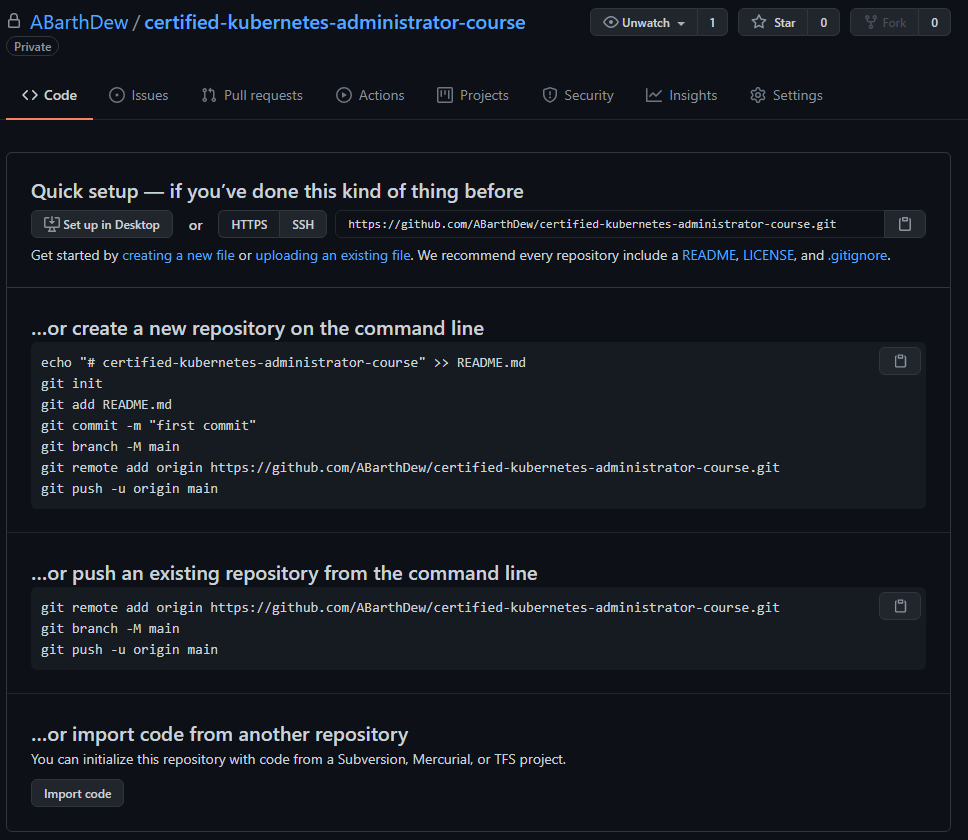 ABarthDew / certified-kubernetes-administrator-course
Unwatch 1 Star 0 Fork 0
Private
Code Issues Pull requests Actions Projects Security Insights Settings
Quick setup — if you've done this kind of thing before
Set up in Desktop or HTTPS SSH https://github.com/ABarthDew/certified-kubernetes-administrator-course.git
Get started by creating a new file or uploading an existing file. We recommend every repository include a README, LICENSE, and .gitignore.
…or create a new repository on the command line
echo "# certified-kubernetes-administrator-course" >> README.md
git init
git add README.md
git commit -m "first commit"
git branch -M main
git remote add origin https://github.com/ABarthDew/certified-kubernetes-administrator-course.git
git push -u origin main
…or push an existing repository from the command line
git remote add origin https://github.com/ABarthDew/certified-kubernetes-administrator-course.git
git branch -M main
git push -u origin main
…or import code from another repository
You can initialize this repository with code from a Subversion, Mercurial, or TFS project.
Import code